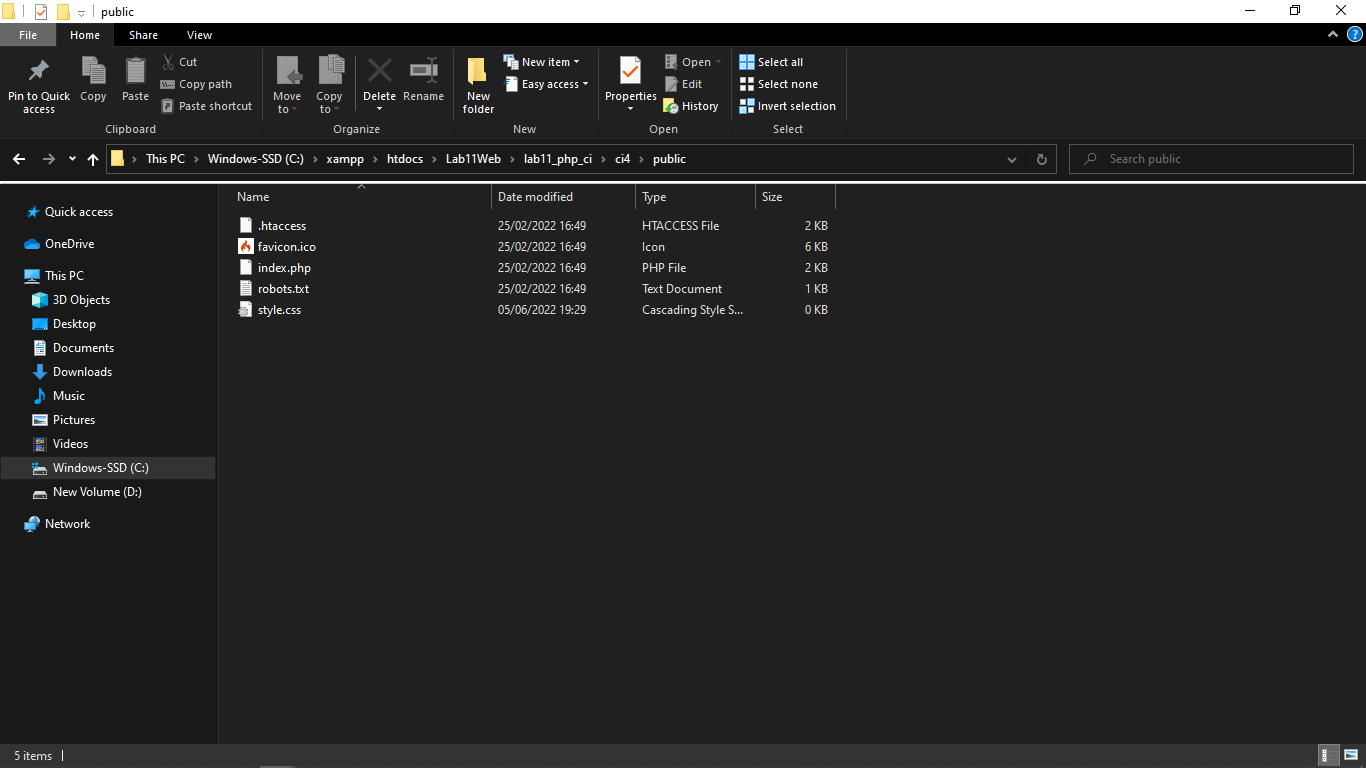 public
File Home Share View
Pin to Quick access
Copy
Paste
Cut
Copy path
Paste shortcut
Clipboard
Move to
Copy to
Delete
Rename
Organize
New folder
New item
Easy access
New
Properties
Open
Edit
History
Open
Select all
Select none
Invert selection
Select
This PC > Windows-SSD (C:) > xampp > htdocs > Lab11Web > lab11_php_ci > ci4 > public
Search public
Name Date modified Type Size
.htaccess 25/02/2022 16:49 HTACCESS File 2 KB
favicon.ico 25/02/2022 16:49 Icon 6 KB
index.php 25/02/2022 16:49 PHP File 2 KB
robots.txt 25/02/2022 16:49 Text Document 1 KB
style.css 05/06/2022 19:29 Cascading Style S... 0 KB
Quick access
OneDrive
This PC
3D Objects
Desktop
Documents
Downloads
Music
Pictures
Videos
Windows-SSD (C:)
New Volume (D:)
Network
5 items